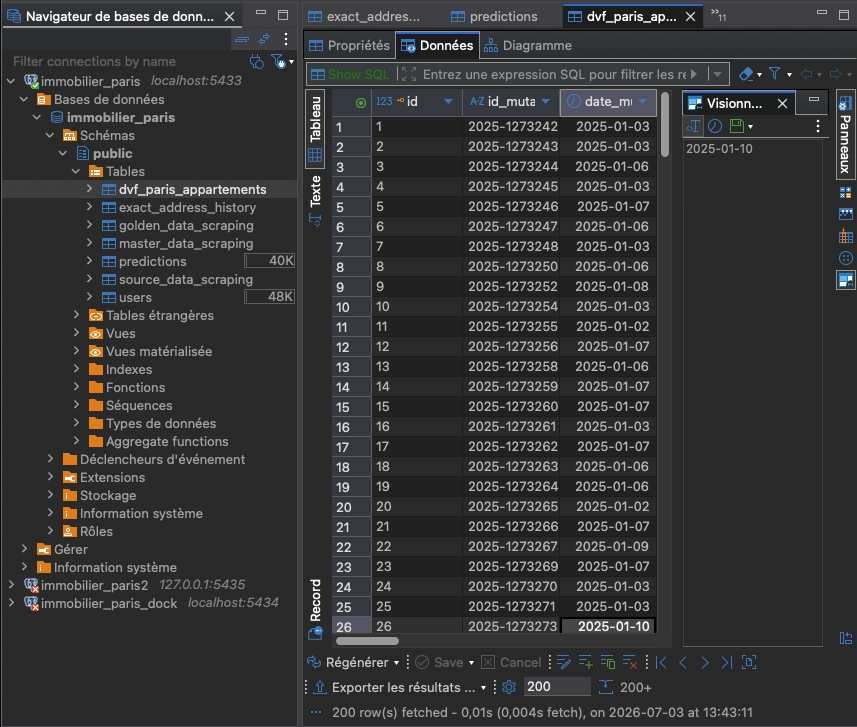 Navigateur de bases de donn...
Filter connections by name
immobilier_paris localhost:5433
Bases de données
immobilier_paris
Schémas
public
Tables
dvf_paris_appartements
exact_address_history
golden_data_scraping
master_data_scraping
predictions 40K
source_data_scraping
users 48K
Tables étrangères
Vues
Vues matérialisée
Indexes
Fonctions
Séquences
Types de données
Aggregate functions
Déclencheurs d'événement
Extensions
Stockage
Information système
Rôles
Gérer
Information système
immobilier_paris2 127.0.0.1:5435
immobilier_paris_dock localhost:5434
exact_addres... predictions dvf_paris_ap... »11
Propriétés Données Diagramme
Show SQL Entrez une expression SQL pour filtrer les ré
Tableau
Texte
Record
123 id A-Z id_muta date_mu
1 1 2025-1273242 2025-01-03
2 2 2025-1273243 2025-01-03
3 3 2025-1273244 2025-01-06
4 4 2025-1273245 2025-01-03
5 5 2025-1273246 2025-01-07
6 6 2025-1273247 2025-01-06
7 7 2025-1273248 2025-01-03
8 8 2025-1273250 2025-01-06
9 9 2025-1273252 2025-01-08
10 10 2025-1273254 2025-01-03
11 11 2025-1273255 2025-01-02
12 12 2025-1273256 2025-01-07
13 13 2025-1273258 2025-01-06
14 14 2025-1273259 2025-01-07
15 15 2025-1273260 2025-01-07
16 16 2025-1273261 2025-01-03
17 17 2025-1273262 2025-01-07
18 18 2025-1273263 2025-01-06
19 19 2025-1273264 2025-01-06
20 20 2025-1273265 2025-01-02
21 21 2025-1273266 2025-01-07
22 22 2025-1273267 2025-01-09
23 23 2025-1273269 2025-01-07
24 24 2025-1273270 2025-01-03
25 25 2025-1273271 2025-01-03
26 26 2025-1273273 2025-01-10
Visionn...
2025-01-10
Panneaux
Régénérer Save Cancel
Exporter les résultats ... 200 200+
200 row(s) fetched - 0,01s (0,004s fetch), on 2026-07-03 at 13:43:11